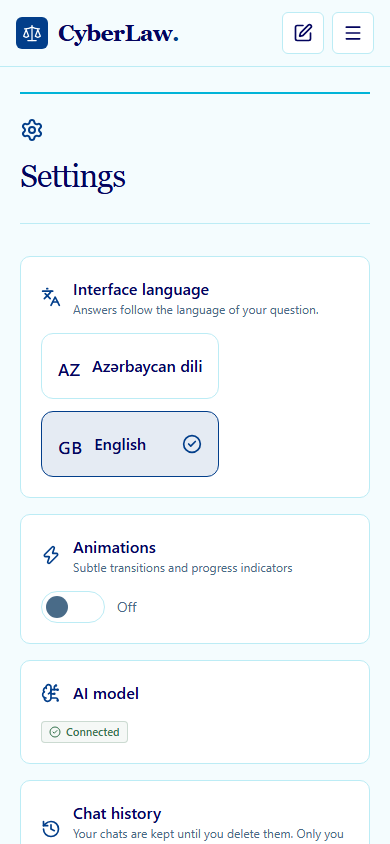 CyberLaw.
Settings
Interface language
Answers follow the language of your question.
AZ Azərbaycan dili
GB English
Animations
Subtle transitions and progress indicators
Off
AI model
Connected
Chat history
Your chats are kept until you delete them. Only you